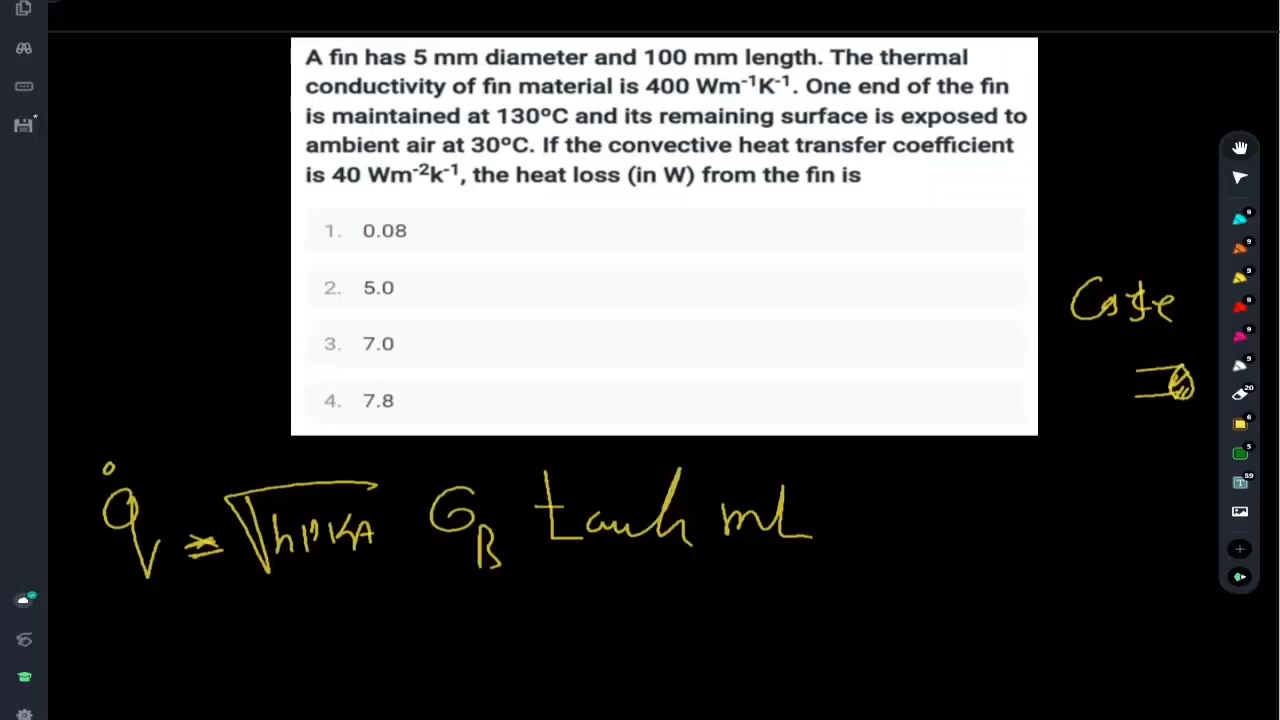 A fin has 5 mm diameter and 100 mm length. The thermal
conductivity of fin material is 400 Wm⁻¹K⁻¹. One end of the fin
is maintained at 130ºC and its remaining surface is exposed to
ambient air at 30ºC. If the convective heat transfer coefficient
is 40 Wm⁻²k⁻¹, the heat loss (in W) from the fin is
1. 0.08
2. 5.0
3. 7.0
4. 7.8
Case
q̇ = √hPKA θ_B tanh mL